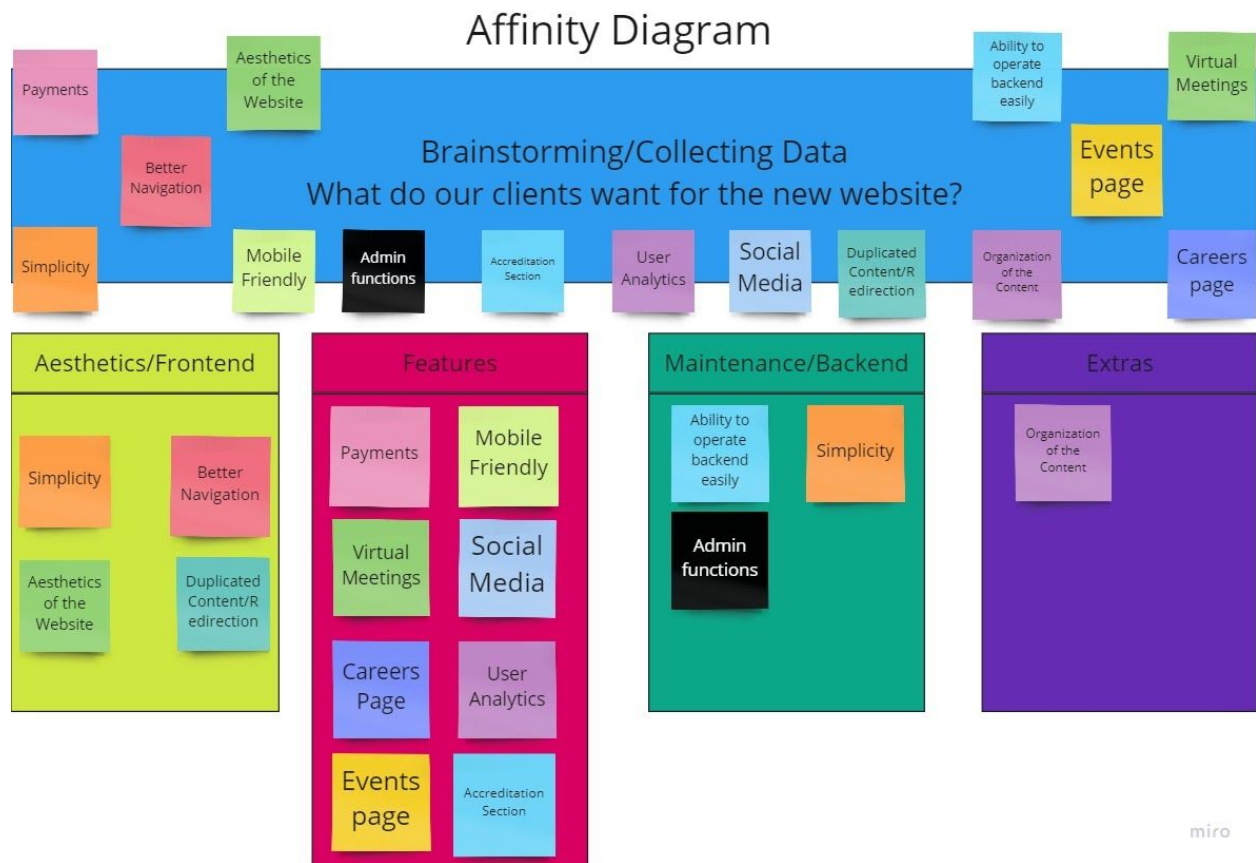 Affinity Diagram
Payments
Aesthetics
of the
Website
Ability to
operate
backend
easily
Virtual
Meetings
Better
Navigation
Brainstorming/Collecting Data
What do our clients want for the new website?
Events
page
Simplicity
Mobile
Friendly
Admin
functions
Accreditation
Section
User
Analytics
Social
Media
Duplicated
Content/R
edirection
Organization
of the
Content
Careers
page
Aesthetics/Frontend
Simplicity
Better
Navigation
Aesthetics
of the
Website
Duplicated
Content/R
edirection
Features
Payments
Mobile
Friendly
Virtual
Meetings
Social
Media
Careers
Page
User
Analytics
Events
page
Accreditation
Section
Maintenance/Backend
Ability to
operate
backend
easily
Simplicity
Admin
functions
Extras
Organization
of the
Content
miro